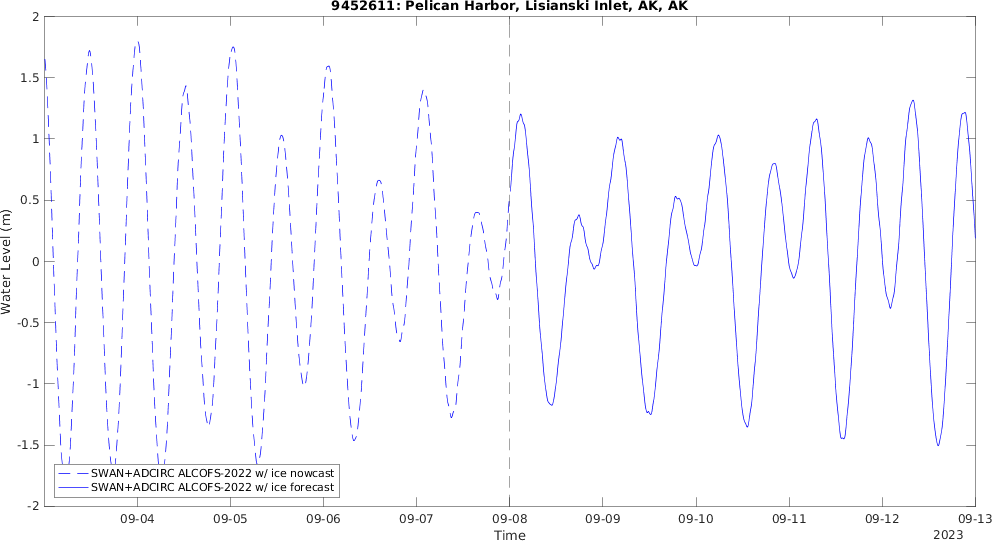 9452611: Pelican Harbor, Lisianski Inlet, AK, AK
2
1.5
1
0.5
0
-0.5
-1
-1.5
-2
Water Level (m)
SWAN+ADCIRC ALCOFS-2022 w/ ice nowcast
SWAN+ADCIRC ALCOFS-2022 w/ ice forecast
09-04 09-05 09-06 09-07 09-08 09-09 09-10 09-11 09-12 09-13
Time
2023